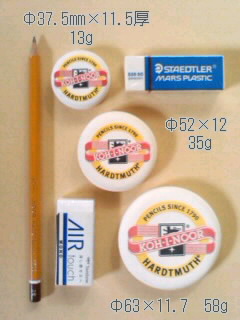 Φ37.5mm×11.5厚
13g
PENCILS SINCE 1790
KOH-I-NOOR
HARDTMUTH
STAEDTLER
MARS PLASTIC
Φ52×12
35g
PENCILS SINCE 1790
KOH-I-NOOR
HARDTMUTH
AIR
touch
PENCILS SINCE 1790
KOH-I-NOOR
HARDTMUTH
Φ63×11.7 58g